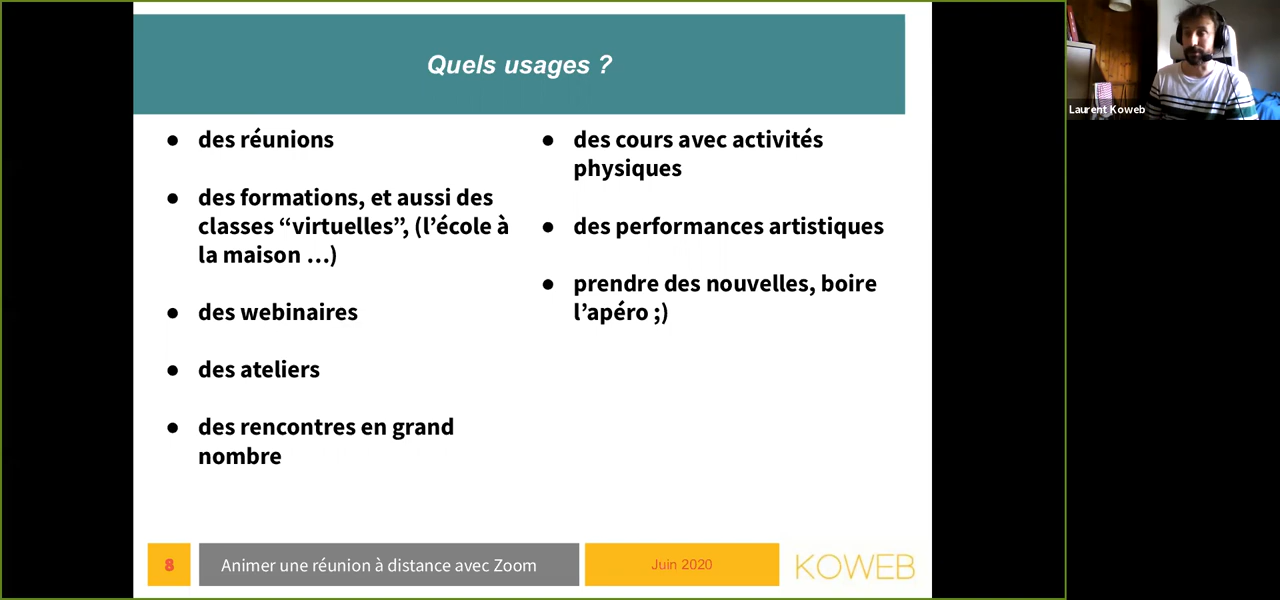 Quels usages ?
● des réunions
● des formations, et aussi des
classes “virtuelles”, (l’école à
la maison …)
● des webinaires
● des ateliers
● des rencontres en grand
nombre
● des cours avec activités
physiques
● des performances artistiques
● prendre des nouvelles, boire
l’apéro ;)
8
Animer une réunion à distance avec Zoom
Juin 2020
KOWEB
Laurent Koweb